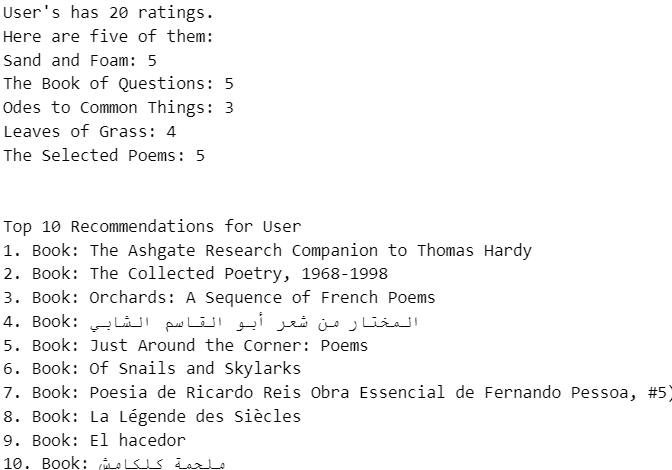 User's has 20 ratings.
Here are five of them:
Sand and Foam: 5
The Book of Questions: 5
Odes to Common Things: 3
Leaves of Grass: 4
The Selected Poems: 5
Top 10 Recommendations for User
1. Book: The Ashgate Research Companion to Thomas Hardy
2. Book: The Collected Poetry, 1968-1998
3. Book: Orchards: A Sequence of French Poems
4. Book: المختار من شعر أبو القاسم الشابي
5. Book: Just Around the Corner: Poems
6. Book: Of Snails and Skylarks
7. Book: Poesia de Ricardo Reis Obra Essencial de Fernando Pessoa, #5)
8. Book: La Légende des Siècles
9. Book: El hacedor
10. Book: ملحمة كلكامش